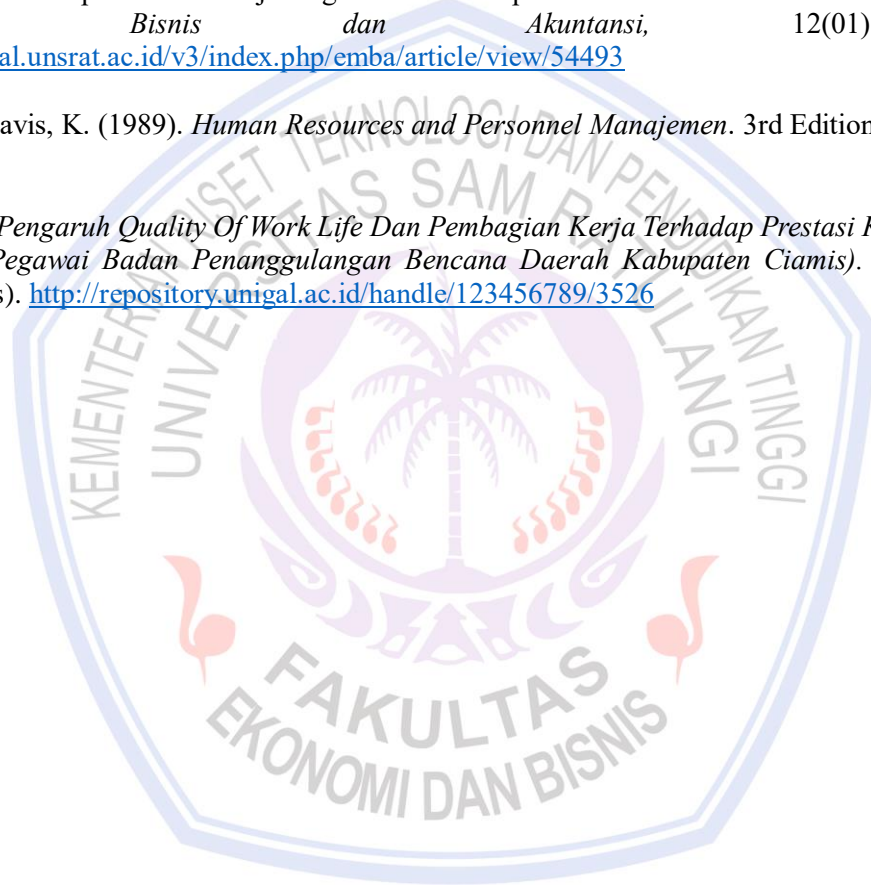 Bisnis dan Akuntansi, 12(01)
al.unsrat.ac.id/v3/index.php/emba/article/view/54493
avis, K. (1989). Human Resources and Personnel Manajemen. 3rd Edition
Pengaruh Quality Of Work Life Dan Pembagian Kerja Terhadap Prestasi K
Pegawai Badan Penanggulangan Bencana Daerah Kabupaten Ciamis).
s). http://repository.unigal.ac.id/handle/123456789/3526
KEMENTERIAN RISET TEKNOLOGI DAN PENDIDIKAN TINGGI
UNIVERSITAS SAM RATULANGI
FAKULTAS
EKONOMI DAN BISNIS